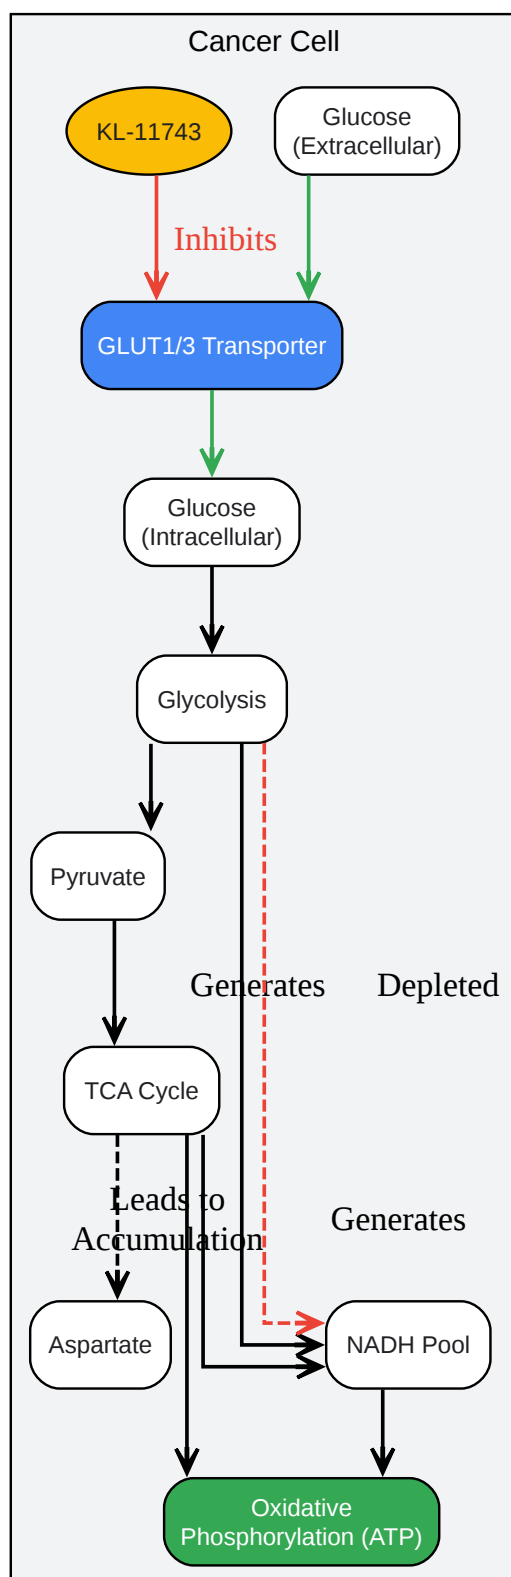 Cancer Cell
KL-11743
Glucose
(Extracellular)
Inhibits
GLUT1/3 Transporter
Glucose
(Intracellular)
Glycolysis
Pyruvate
Generates
Depleted
TCA Cycle
Leads to
Accumulation
Generates
Aspartate
NADH Pool
Oxidative
Phosphorylation (ATP)